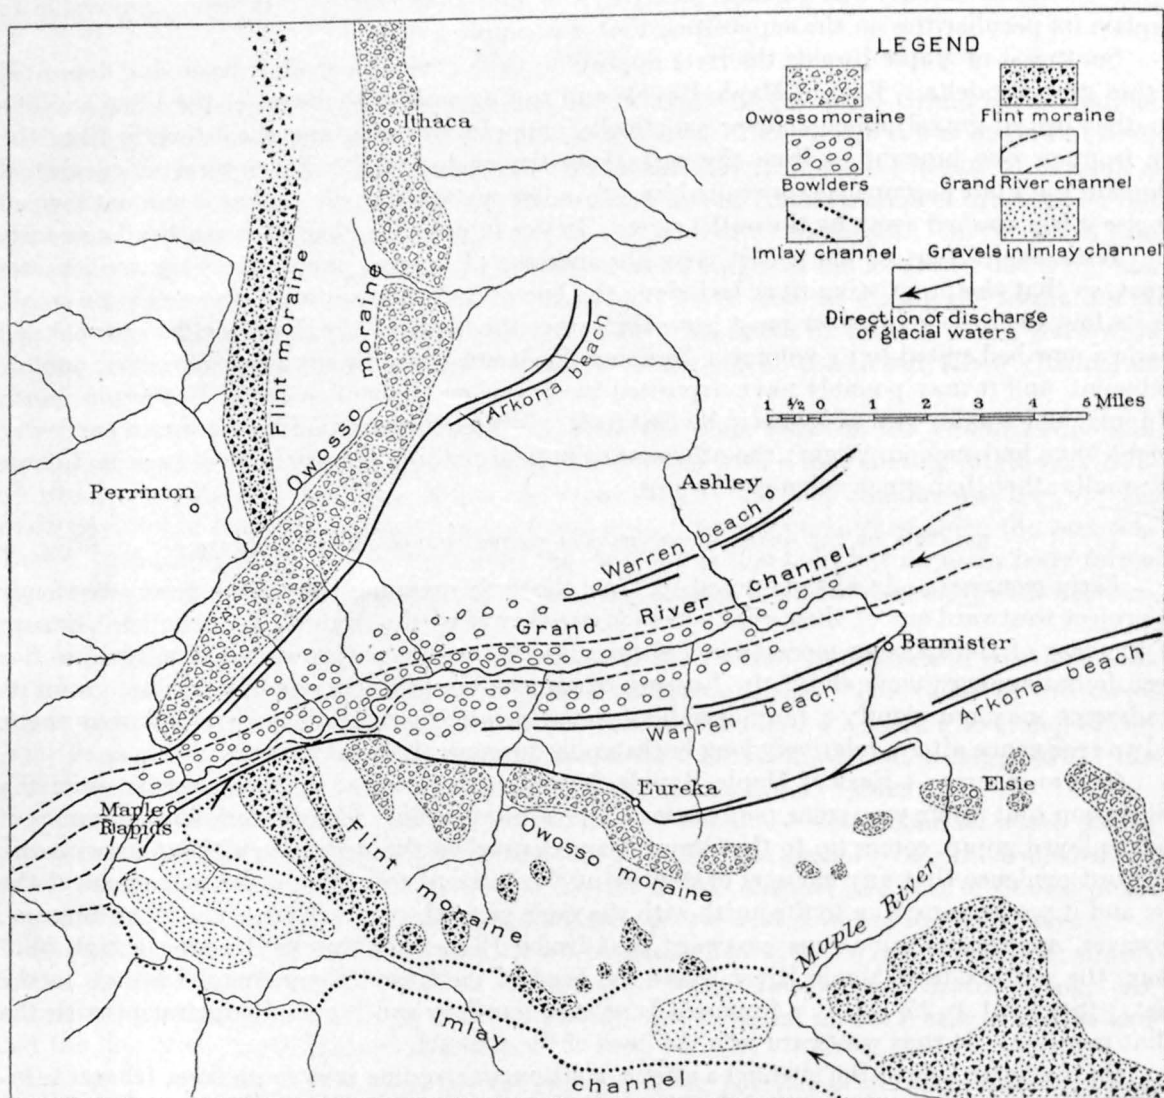 LEGEND
Owosso moraine
Flint moraine
Bowlders
Grand River channel
Imlay channel
Gravels in Imlay channel
Direction of discharge
of glacial waters
1 ½ 0 1 2 3 4 5 Miles
Ithaca
Flint moraine
Owosso moraine
Arkona beach
Perrinton
Ashley
Warren beach
Grand River channel
Bannister
Warren beach
Arkona beach
Maple
Rapids
Eureka
Elsie
Flint
moraine
Owosso
moraine
Maple River
Imlay
channel